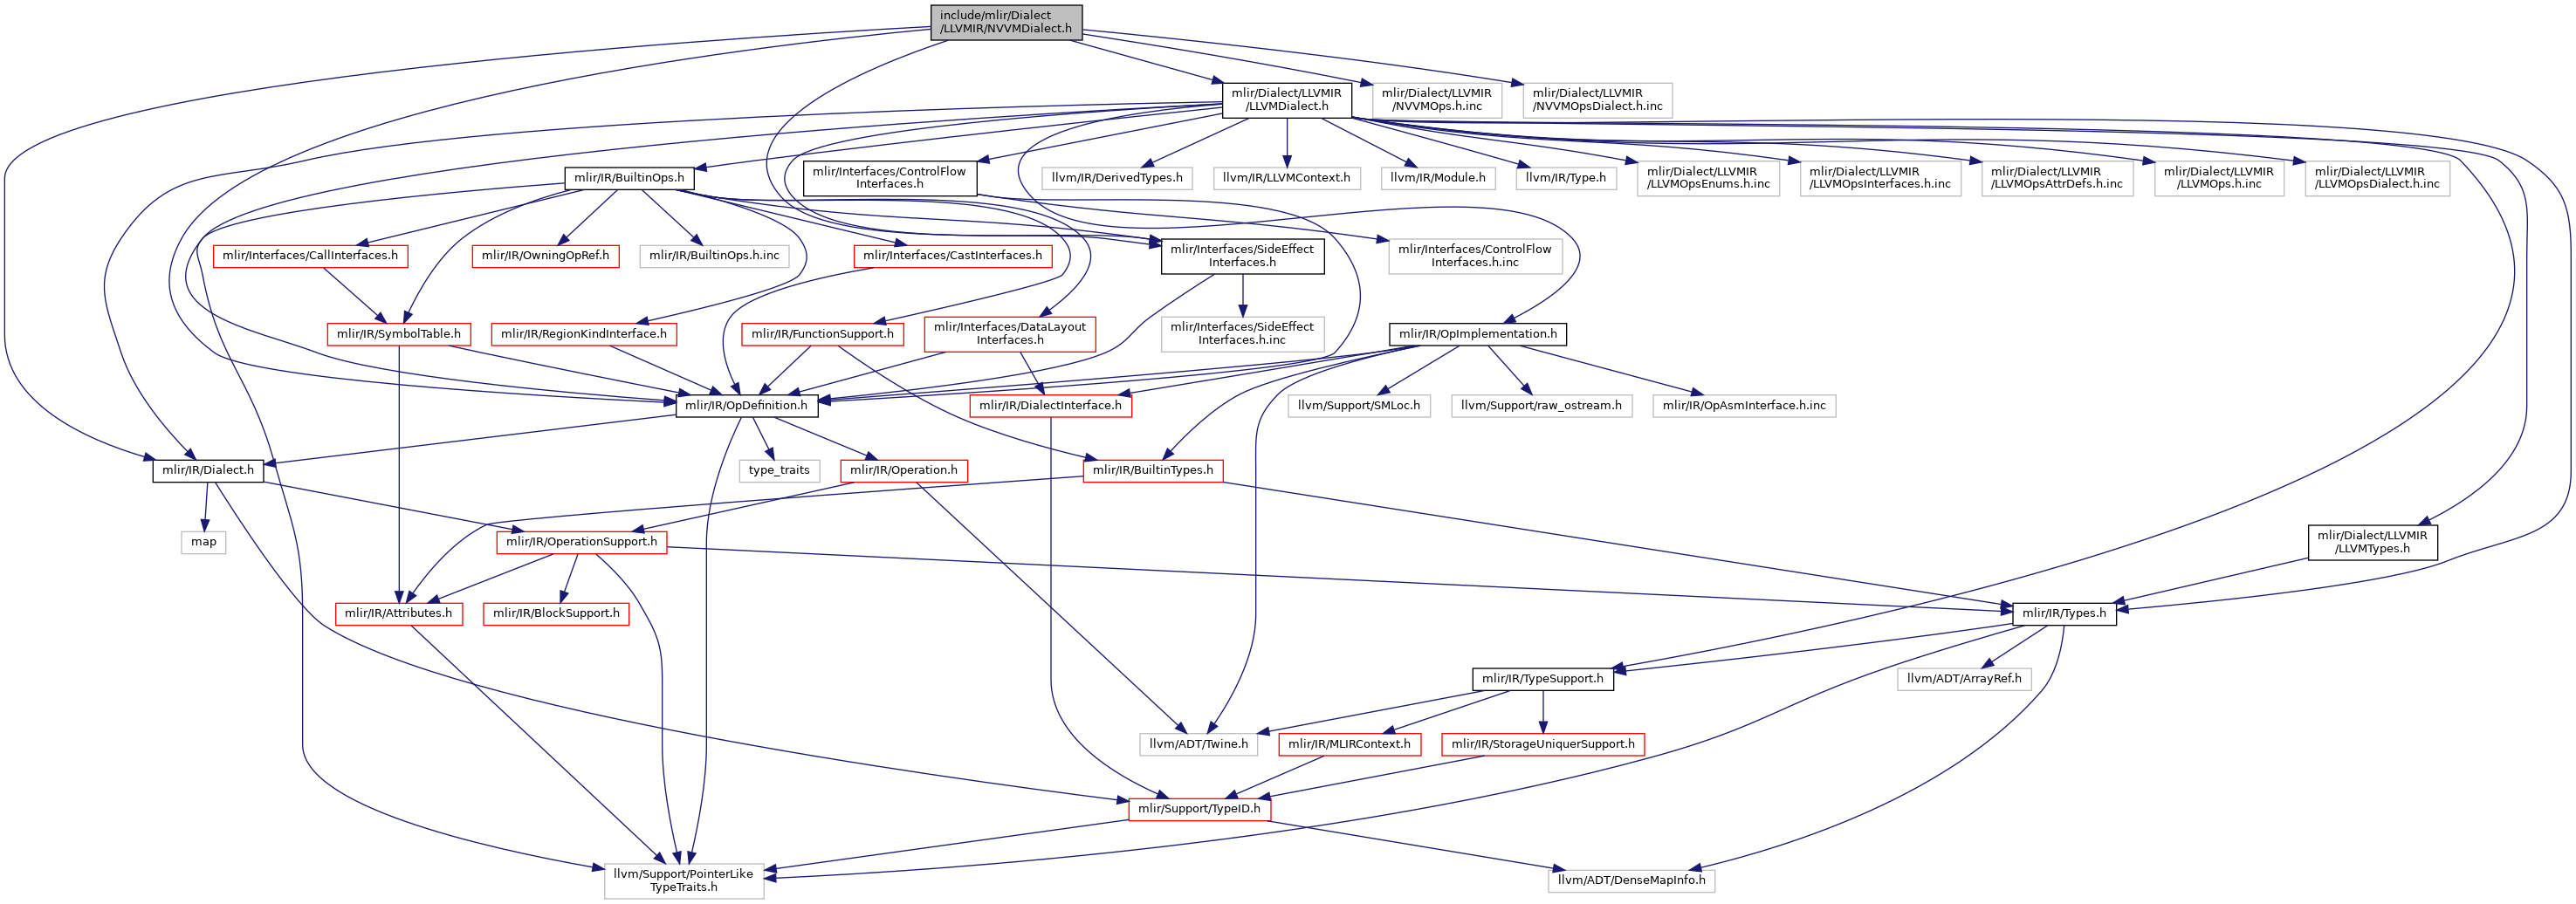 include/mlir/Dialect
/LLVMIR/NVVMDialect.h
mlir/Dialect/LLVMIR
/LLVMDialect.h
mlir/Dialect/LLVMIR
/NVVMOps.h.inc
mlir/Dialect/LLVMIR
/NVVMOpsDialect.h.inc
mlir/IR/BuiltinOps.h
mlir/Interfaces/ControlFlow
Interfaces.h
llvm/IR/DerivedTypes.h
llvm/IR/LLVMContext.h
llvm/IR/Module.h
llvm/IR/Type.h
mlir/Dialect/LLVMIR
/LLVMOpsEnums.h.inc
mlir/Dialect/LLVMIR
/LLVMOpsInterfaces.h.inc
mlir/Dialect/LLVMIR
/LLVMOpsAttrDefs.h.inc
mlir/Dialect/LLVMIR
/LLVMOps.h.inc
mlir/Dialect/LLVMIR
/LLVMOpsDialect.h.inc
mlir/Interfaces/CallInterfaces.h
mlir/IR/OwningOpRef.h
mlir/IR/BuiltinOps.h.inc
mlir/Interfaces/CastInterfaces.h
mlir/Interfaces/SideEffect
Interfaces.h
mlir/Interfaces/ControlFlow
Interfaces.h.inc
mlir/IR/SymbolTable.h
mlir/IR/RegionKindInterface.h
mlir/IR/FunctionSupport.h
mlir/Interfaces/DataLayout
Interfaces.h
mlir/Interfaces/SideEffect
Interfaces.h.inc
mlir/IR/OpImplementation.h
mlir/IR/OpDefinition.h
mlir/IR/DialectInterface.h
llvm/Support/SMLoc.h
llvm/Support/raw_ostream.h
mlir/IR/OpAsmInterface.h.inc
mlir/IR/Dialect.h
type_traits
mlir/IR/Operation.h
mlir/IR/BuiltinTypes.h
map
mlir/IR/OperationSupport.h
mlir/Dialect/LLVMIR
/LLVMTypes.h
mlir/IR/Attributes.h
mlir/IR/BlockSupport.h
mlir/IR/Types.h
mlir/IR/TypeSupport.h
llvm/ADT/ArrayRef.h
llvm/ADT/Twine.h
mlir/IR/MLIRContext.h
mlir/IR/StorageUniquerSupport.h
mlir/Support/TypeID.h
llvm/Support/PointerLike
TypeTraits.h
llvm/ADT/DenseMapInfo.h